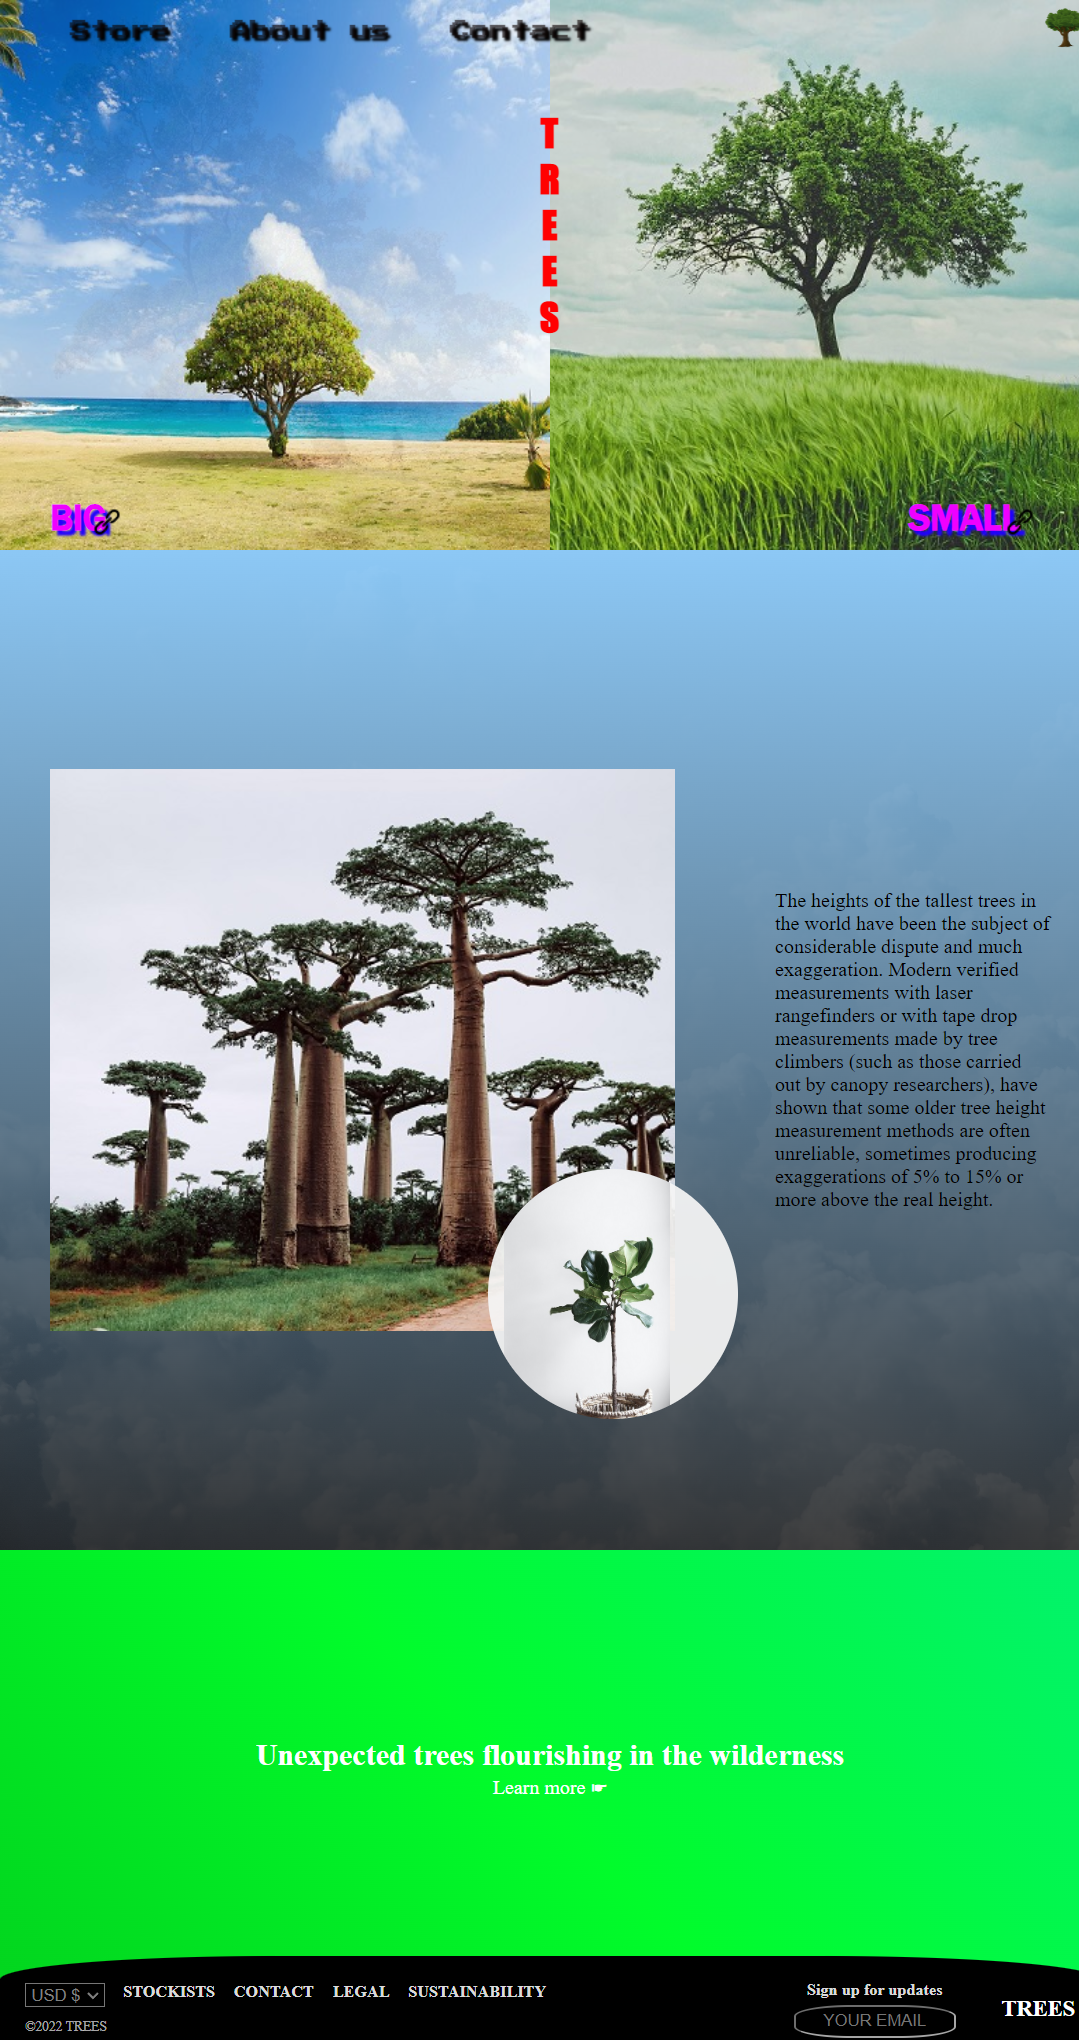 Store About us Contact
T
R
E
E
S
BIG
SMALL
The heights of the tallest trees in
the world have been the subject of
considerable dispute and much
exaggeration. Modern verified
measurements with laser
rangefinders or with tape drop
measurements made by tree
climbers (such as those carried
out by canopy researchers), have
shown that some older tree height
measurement methods are often
unreliable, sometimes producing
exaggerations of 5% to 15% or
more above the real height.
Unexpected trees flourishing in the wilderness
Learn more ☛
USD $ STOCKISTS CONTACT LEGAL SUSTAINABILITY
©2022 TREES
Sign up for updates
YOUR EMAIL
TREES